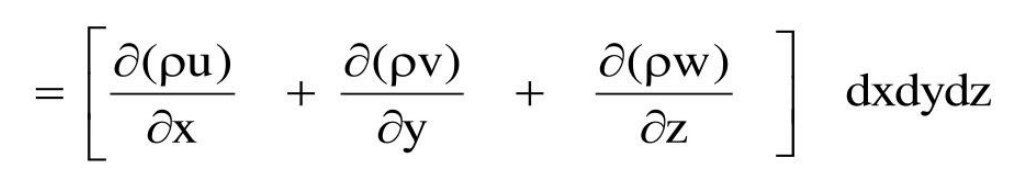 = [ ∂(ρu)/∂x + ∂(ρv)/∂y + ∂(ρw)/∂z ] dxdydz